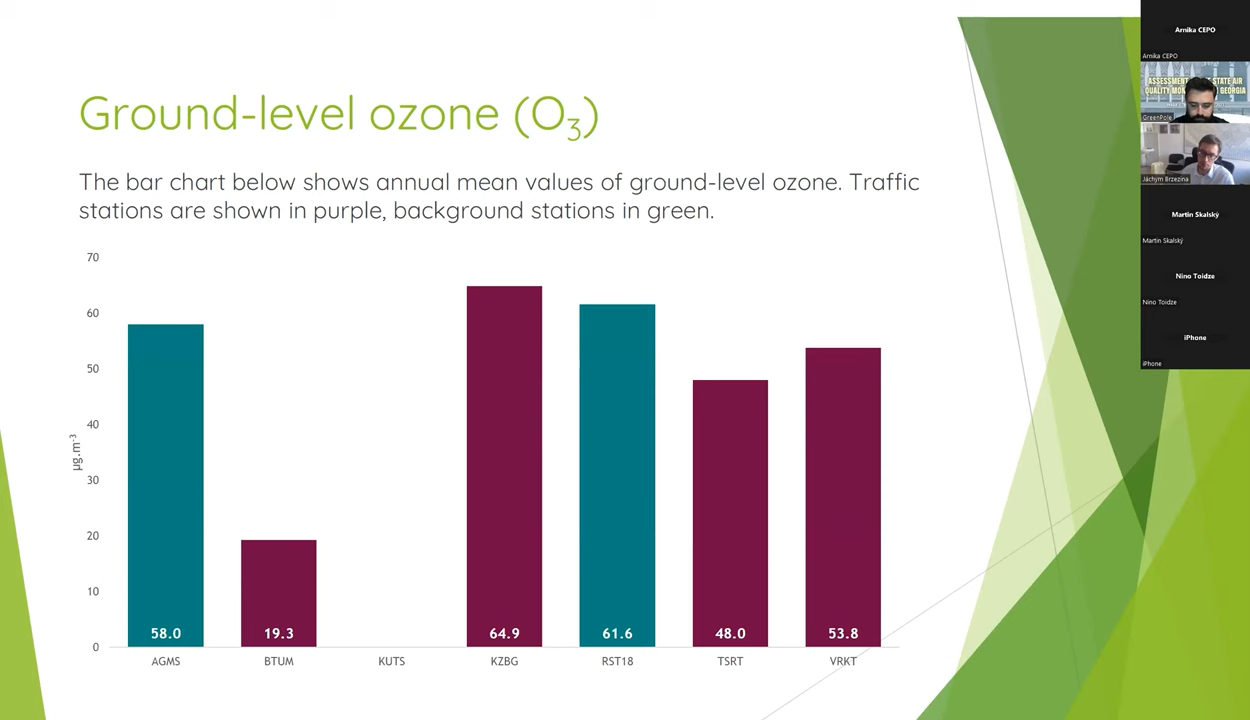 Ground-level ozone (O₃)
The bar chart below shows annual mean values of ground-level ozone. Traffic
stations are shown in purple, background stations in green.
70
60
50
40
30
20
10
0
µg.m⁻³
58.0
19.3
64.9
61.6
48.0
53.8
AGMS
BTUM
KUTS
KZBG
RST18
TSRT
VRKT
Arnika CEPO
Arnika CEPO
STATE AIR
GEORGIA
GreenPole
Jáchym Brzezina
Martin Skalský
Martin Skalský
Nino Toidze
Nino Toidze
iPhone
iPhone